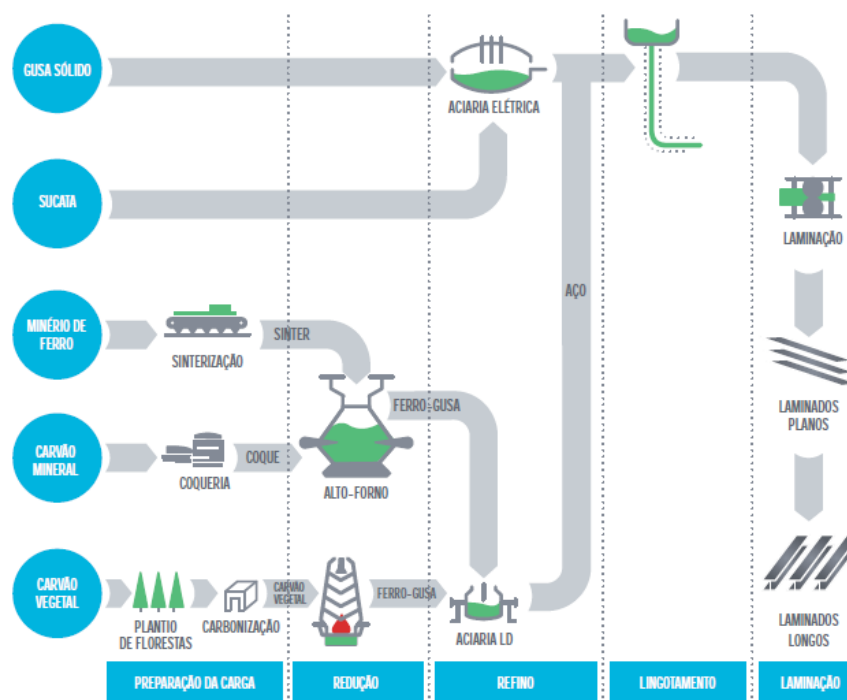 GUSA SÓLIDO
ACIARIA ELÉTRICA
SUCATA
LAMINAÇÃO
AÇO
MINÉRIO DE
FERRO
SINTER
SINTERIZAÇÃO
FERRO-GUSA
LAMINADOS
PLANOS
CARVÃO
MINERAL
COQUE
COQUERIA
ALTO-FORNO
CARVÃO
VEGETAL
CARVÃO
VEGETAL
FERRO-GUSA
PLANTIO
DE FLORESTAS
CARBONIZAÇÃO
ACIARIA LD
LAMINADOS
LONGOS
PREPARAÇÃO DA CARGA
REDUÇÃO
REFINO
LINGOTAMENTO
LAMINAÇÃO